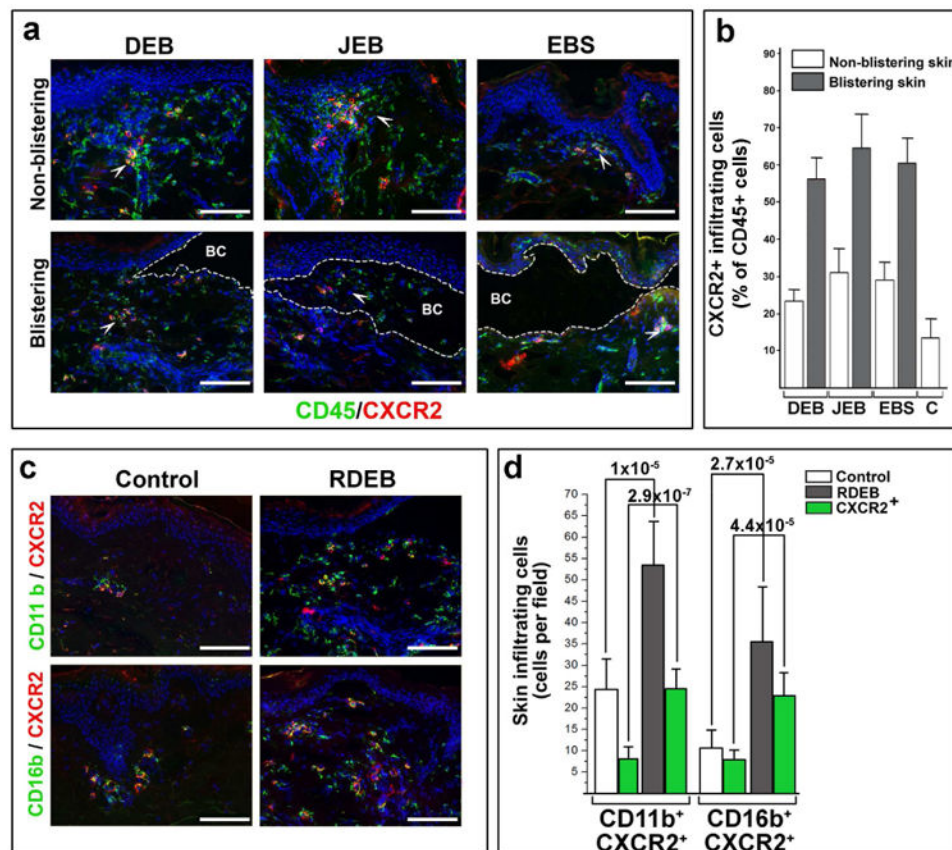 a
DEB
JEB
EBS
Non-blistering
Blistering
BC
BC
BC
CD45/CXCR2
b
CXCR2+ infiltrating cells
(% of CD45+ cells)
90
80
70
60
50
40
30
20
10
Non-blistering skin
Blistering skin
DEB JEB EBS C
c
Control
RDEB
CD11 b / CXCR2
CD16b / CXCR2
d
1x10-5
2.9x10-7
2.7x10-5
4.4x10-5
Control
RDEB
CXCR2+
Skin infiltrating cells
(cells per field)
70
65
60
55
50
45
40
35
30
25
20
15
10
5
CD11b+
CXCR2+
CD16b+
CXCR2+